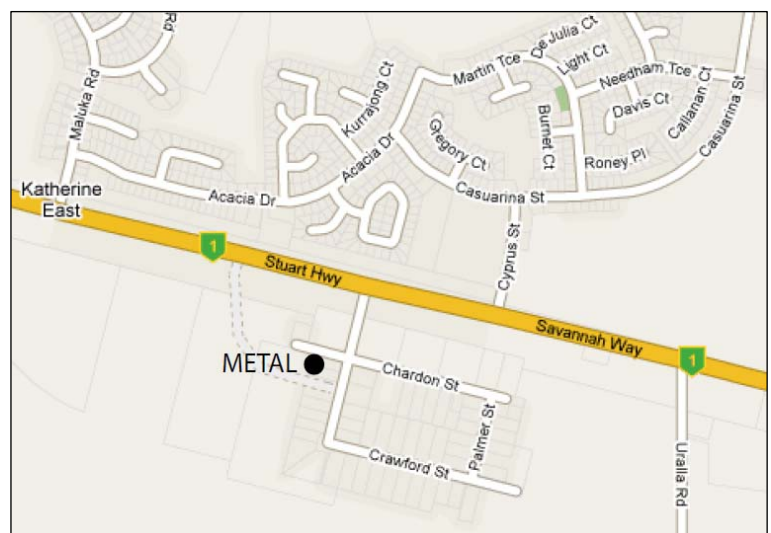 Rd
Maluka Rd
Kurrajong Ct
Martin Tce
DeJulia Ct
Light Ct
Needham Tce
Davis Ct
Callanan Ct
Casuarina St
Burnet Ct
Gregory Ct
Roney Pl
Acacia Dr
Casuarina St
Acacia Dr
Katherine
East
Cyprus St
1
Stuart Hwy
Savannah Way
1
METAL
Chardon St
Palmer St
Crawford St
Uralla Rd